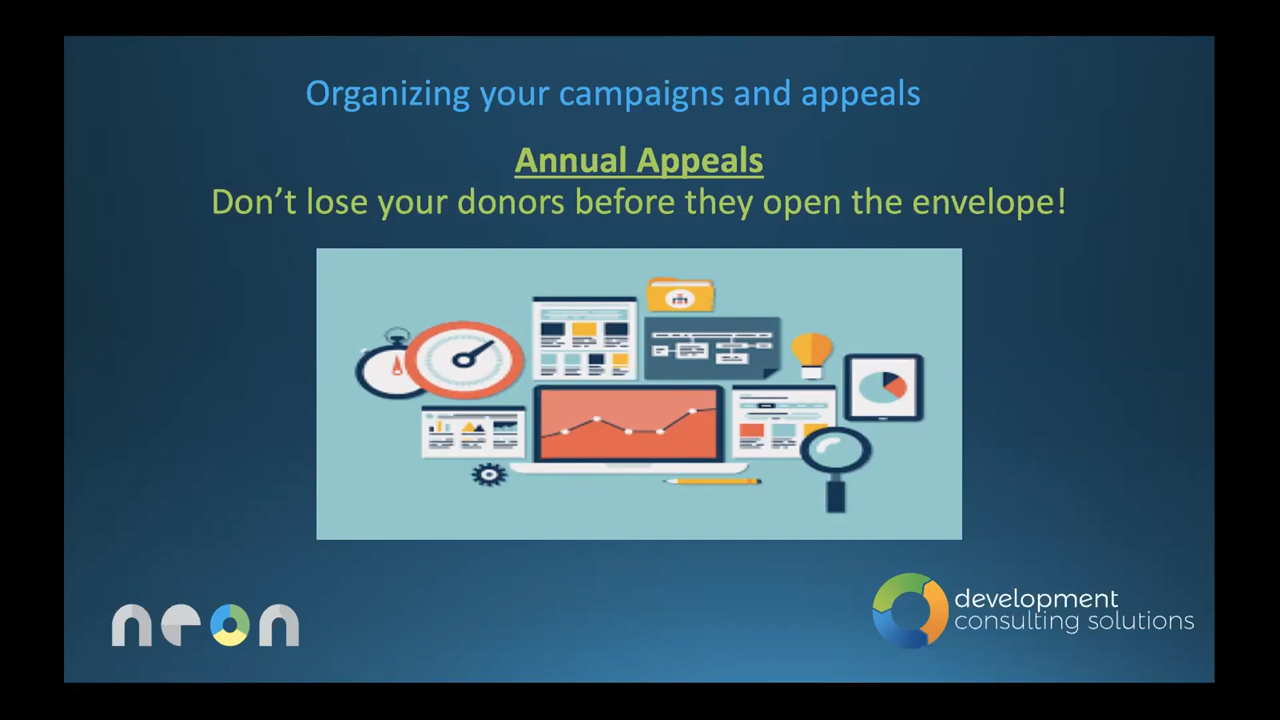 Organizing your campaigns and appeals
Annual Appeals
Don't lose your donors before they open the envelope!
neon
development
consulting solutions